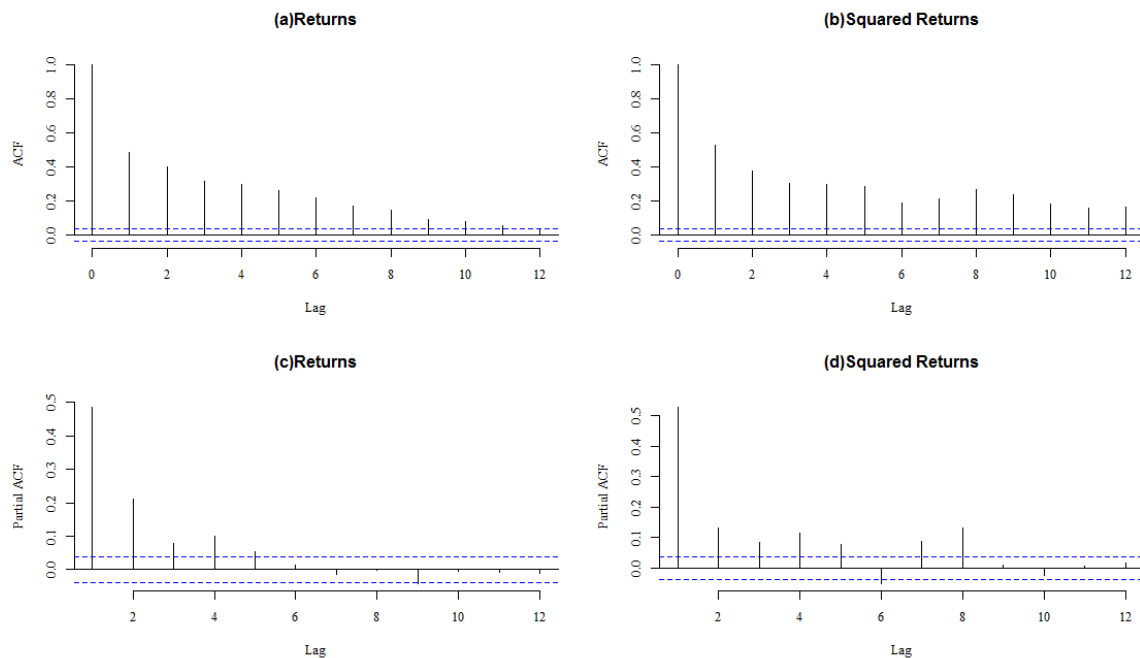 (a)Returns
ACF
1.0
0.8
0.6
0.4
0.2
0.0
0 2 4 6 8 10 12
Lag
(b)Squared Returns
ACF
1.0
0.8
0.6
0.4
0.2
0.0
0 2 4 6 8 10 12
Lag
(c)Returns
Partial ACF
0.5
0.4
0.3
0.2
0.1
0.0
2 4 6 8 10 12
Lag
(d)Squared Returns
Partial ACF
0.5
0.4
0.3
0.2
0.1
0.0
2 4 6 8 10 12
Lag